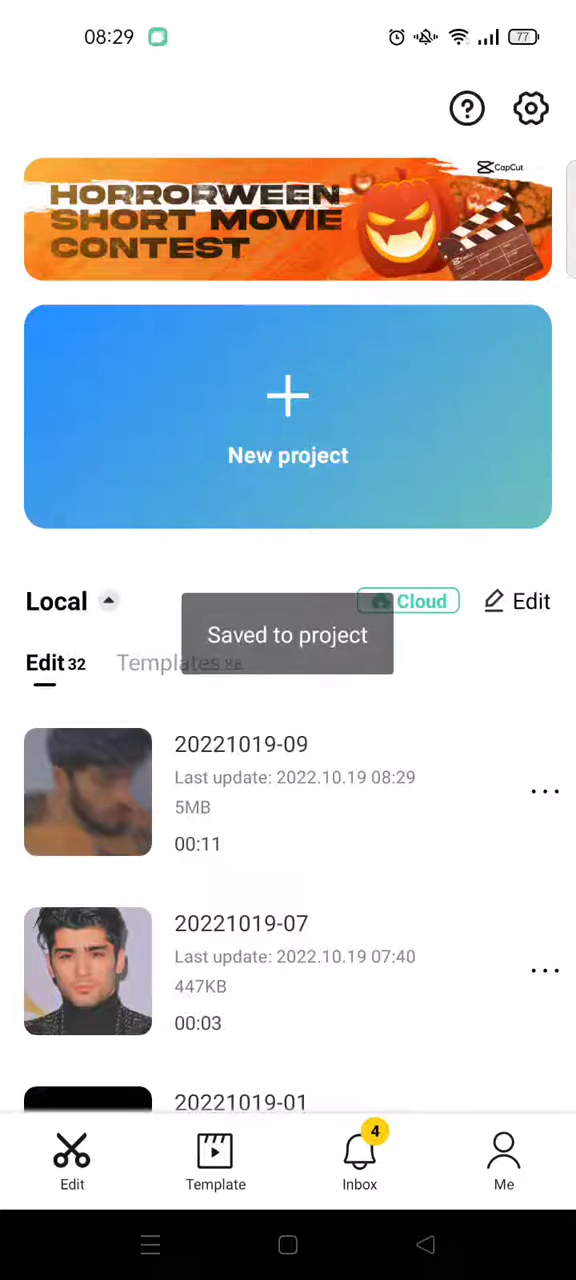 08:29
77
CapCut
HORRORWEEN
SHORT MOVIE
CONTEST
New project
Local
Cloud
Edit
Saved to project
Edit 32
Templates
20221019-09
Last update: 2022.10.19 08:29
5MB
00:11
20221019-07
Last update: 2022.10.19 07:40
447KB
00:03
20221019-01
4
Edit
Template
Inbox
Me